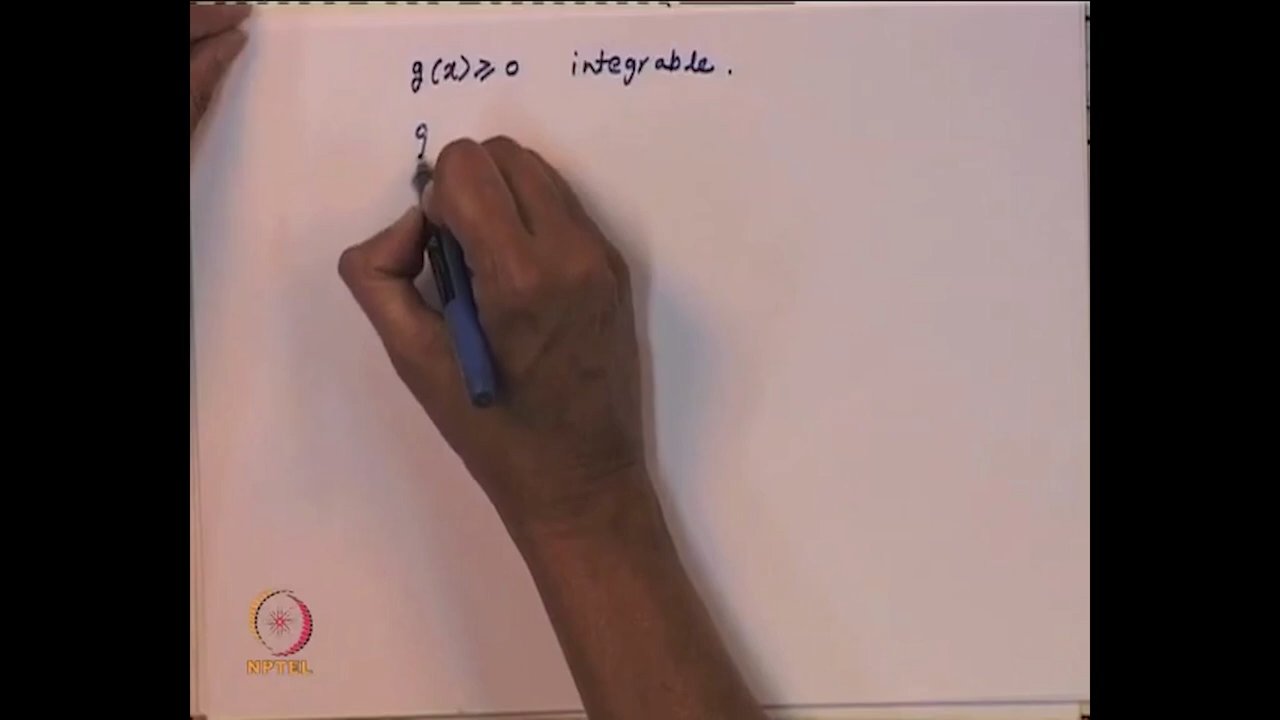 g(x) ⩾ 0 integrable.
g
NPTEL